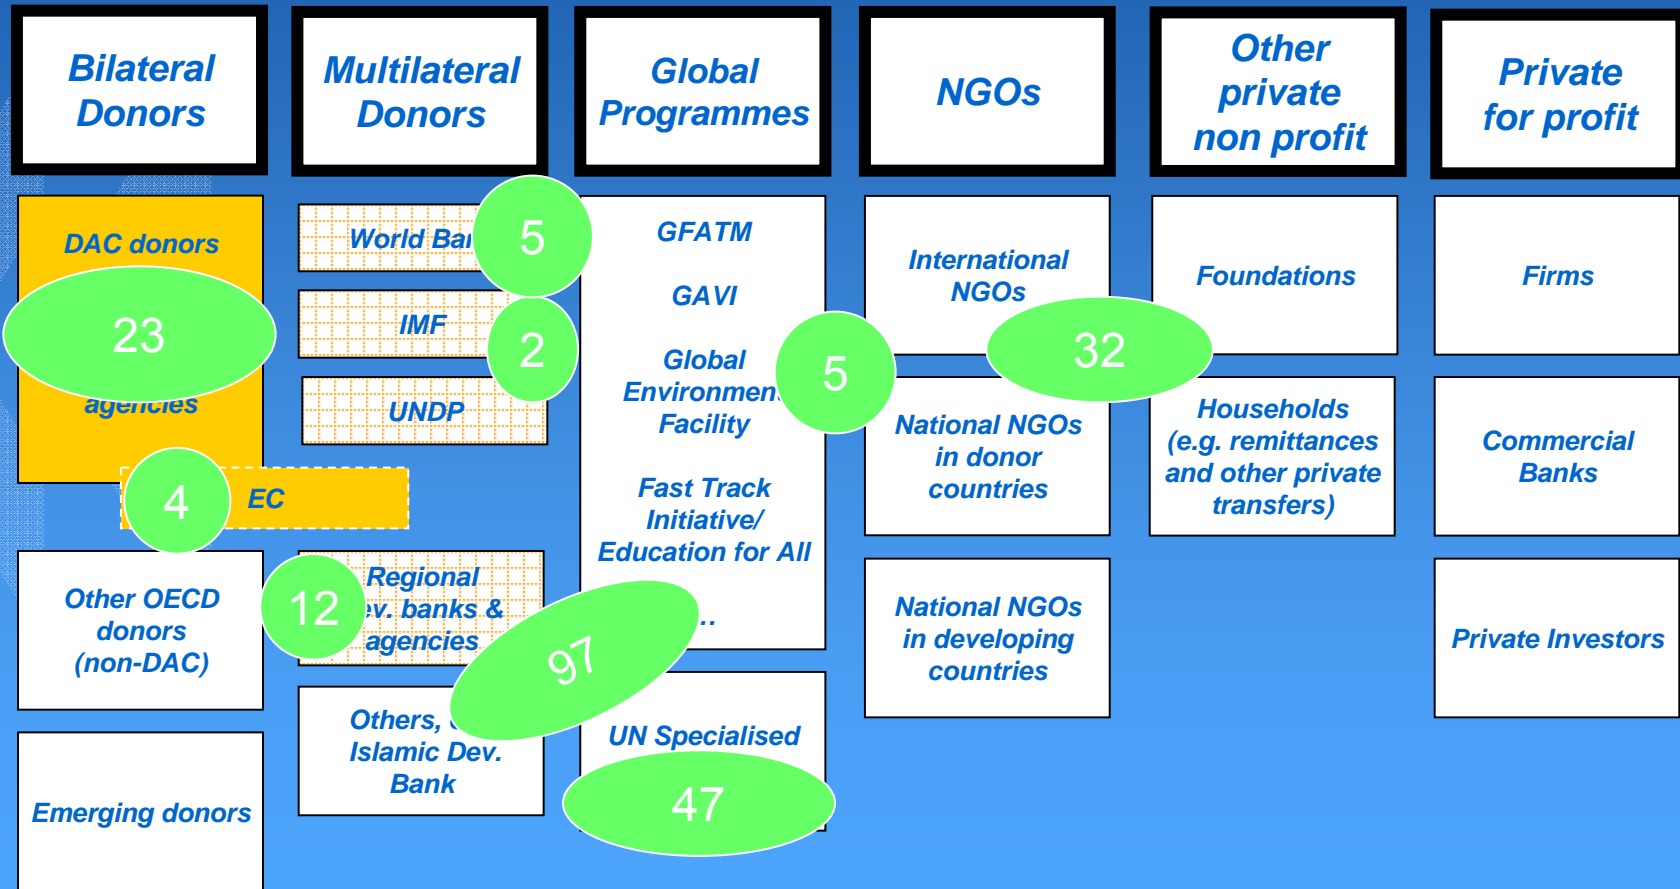 Bilateral
Donors
Multilateral
Donors
Global
Programmes
NGOs
Other
private
non profit
Private
for profit
DAC donors
23
agencies
4
EC
Other OECD
donors
(non-DAC)
Emerging donors
World Ban
5
IMF
2
UNDP
12
Regional
ev. banks &
agencies
97
Others,
Islamic Dev.
Bank
GFATM
GAVI
Global
Environment
Facility
5
Fast Track
Initiative/
Education for All
..
UN Specialised
47
International
NGOs
32
National NGOs
in donor
countries
National NGOs
in developing
countries
Foundations
Households
(e.g. remittances
and other private
transfers)
Firms
Commercial
Banks
Private Investors